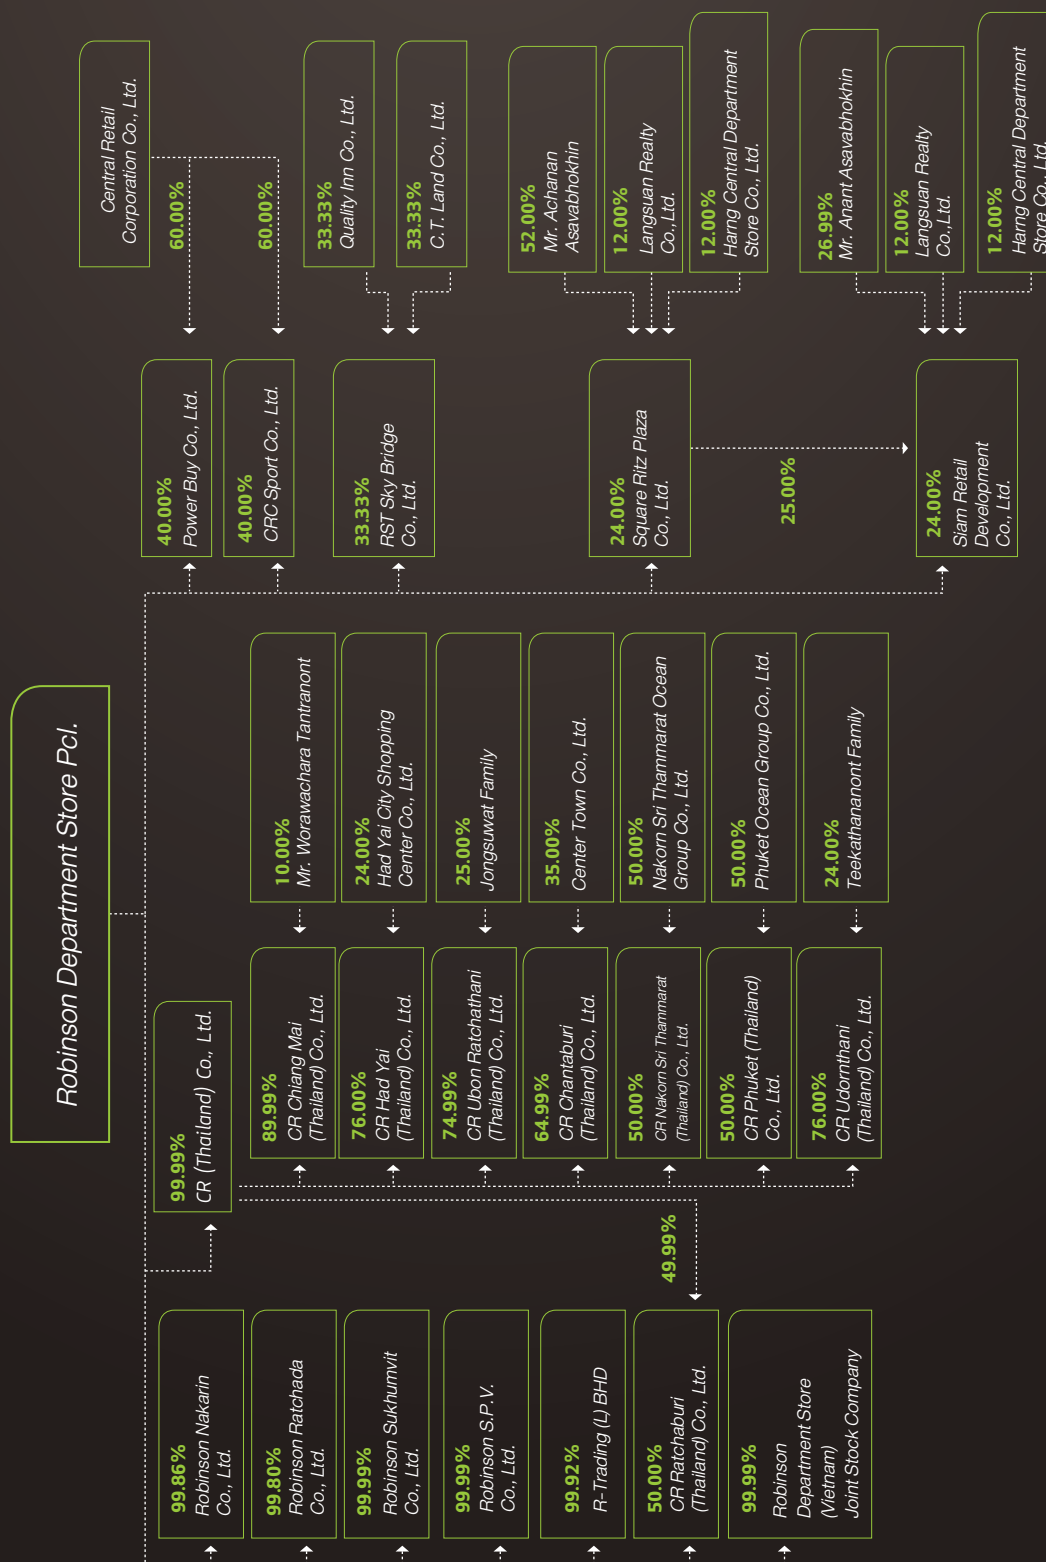 Robinson Department Store Pcl.
99.86%
Robinson Nakarin
Co., Ltd.
99.80%
Robinson Ratchada
Co., Ltd.
99.99%
Robinson Sukhumvit
Co., Ltd.
99.99%
Robinson S.P.V.
Co., Ltd.
99.92%
R-Trading (L) BHD
50.00%
CR Ratchaburi
(Thailand) Co., Ltd.
99.99%
Robinson
Department Store
(Vietnam)
Joint Stock Company
99.99%
CR (Thailand) Co., Ltd.
49.99%
89.99%
CR Chiang Mai
(Thailand) Co., Ltd.
76.00%
CR Had Yai
(Thailand) Co., Ltd.
74.99%
CR Ubon Ratchathani
(Thailand) Co., Ltd.
64.99%
CR Chantaburi
(Thailand) Co., Ltd.
50.00%
CR Nakorn Sri Thammarat
(Thailand) Co., Ltd.
50.00%
CR Phuket (Thailand)
Co., Ltd.
76.00%
CR Udornthani
(Thailand) Co., Ltd.
10.00%
Mr. Worawachara Tantranont
24.00%
Had Yai City Shopping
Center Co., Ltd.
25.00%
Jongsuwat Family
35.00%
Center Town Co., Ltd.
50.00%
Nakorn Sri Thammarat Ocean
Group Co., Ltd.
50.00%
Phuket Ocean Group Co., Ltd.
24.00%
Teekathananont Family
40.00%
Power Buy Co., Ltd.
40.00%
CRC Sport Co., Ltd.
33.33%
RST Sky Bridge
Co., Ltd.
24.00%
Square Ritz Plaza
Co., Ltd.
25.00%
24.00%
Siam Retail
Development
Co., Ltd.
Central Retail
Corporation Co., Ltd.
60.00%
60.00%
33.33%
Quality Inn Co., Ltd.
33.33%
C.T. Land Co., Ltd.
52.00%
Mr. Achanan
Asavabhokhin
12.00%
Langsuan Realty
Co.,Ltd.
12.00%
Harng Central Department
Store Co., Ltd.
26.99%
Mr. Anant Asavabhokhin
12.00%
Langsuan Realty
Co.,Ltd.
12.00%
Harng Central Department
Store Co., Ltd.